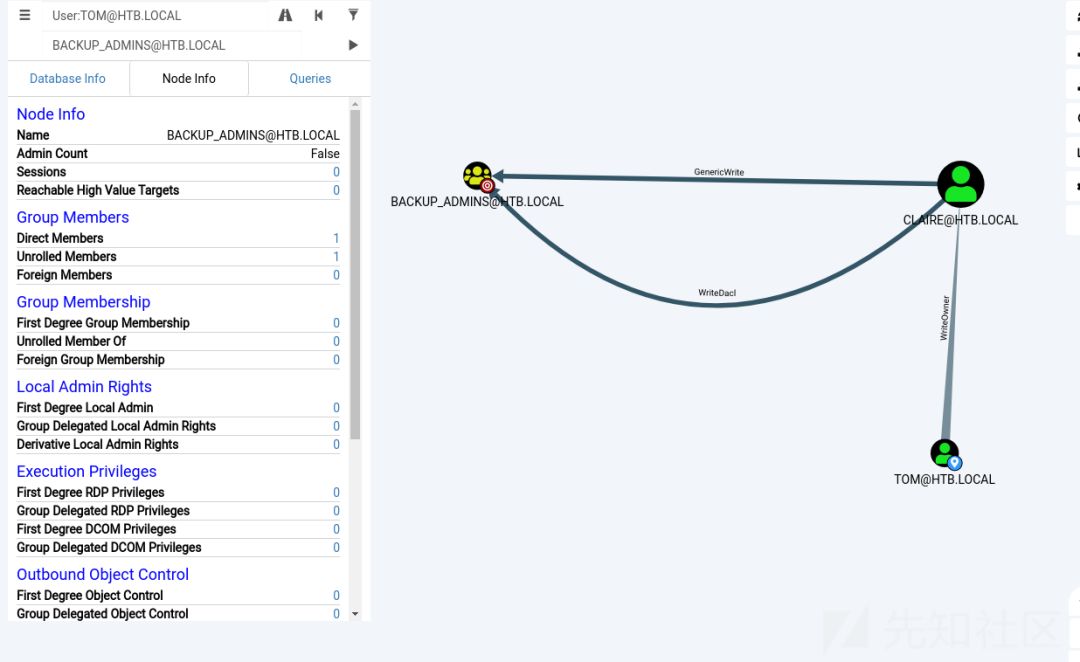 User:TOM@HTB.LOCAL
BACKUP_ADMINS@HTB.LOCAL
Database Info Node Info Queries
Node Info
Name BACKUP_ADMINS@HTB.LOCAL
Admin Count False
Sessions 0
Reachable High Value Targets 0
Group Members
Direct Members 1
Unrolled Members 1
Foreign Members 0
Group Membership
First Degree Group Membership 0
Unrolled Member Of 0
Foreign Group Membership 0
Local Admin Rights
First Degree Local Admin 0
Group Delegated Local Admin Rights 0
Derivative Local Admin Rights 0
Execution Privileges
First Degree RDP Privileges 0
Group Delegated RDP Privileges 0
First Degree DCOM Privileges 0
Group Delegated DCOM Privileges 0
Outbound Object Control
First Degree Object Control 0
Group Delegated Object Control 0
GenericWrite
BACKUP_ADMINS@HTB.LOCAL
CLAIRE@HTB.LOCAL
WriteDacl
WriteOwner
TOM@HTB.LOCAL
先知社区